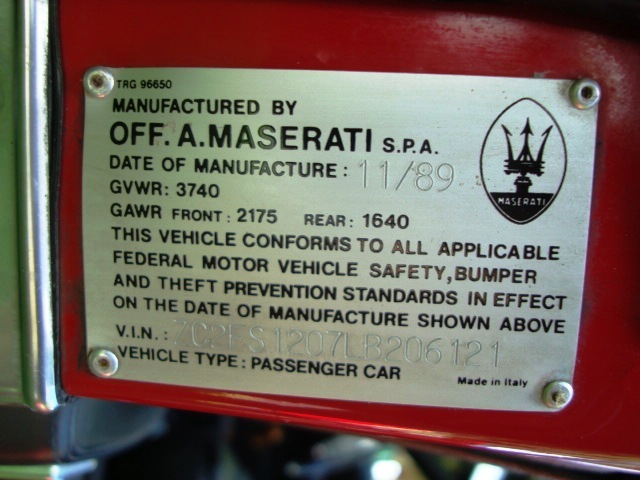 TRG 96650
MANUFACTURED BY
OFF. A. MASERATI S.P.A.
DATE OF MANUFACTURE: 11/89
GVWR: 3740
GAWR FRONT: 2175 REAR: 1640
THIS VEHICLE CONFORMS TO ALL APPLICABLE
FEDERAL MOTOR VEHICLE SAFETY, BUMPER
AND THEFT PREVENTION STANDARDS IN EFFECT
ON THE DATE OF MANUFACTURE SHOWN ABOVE
V.I.N.: ZC2FS1207LB206121
VEHICLE TYPE: PASSENGER CAR
Made in Italy
MASERATI